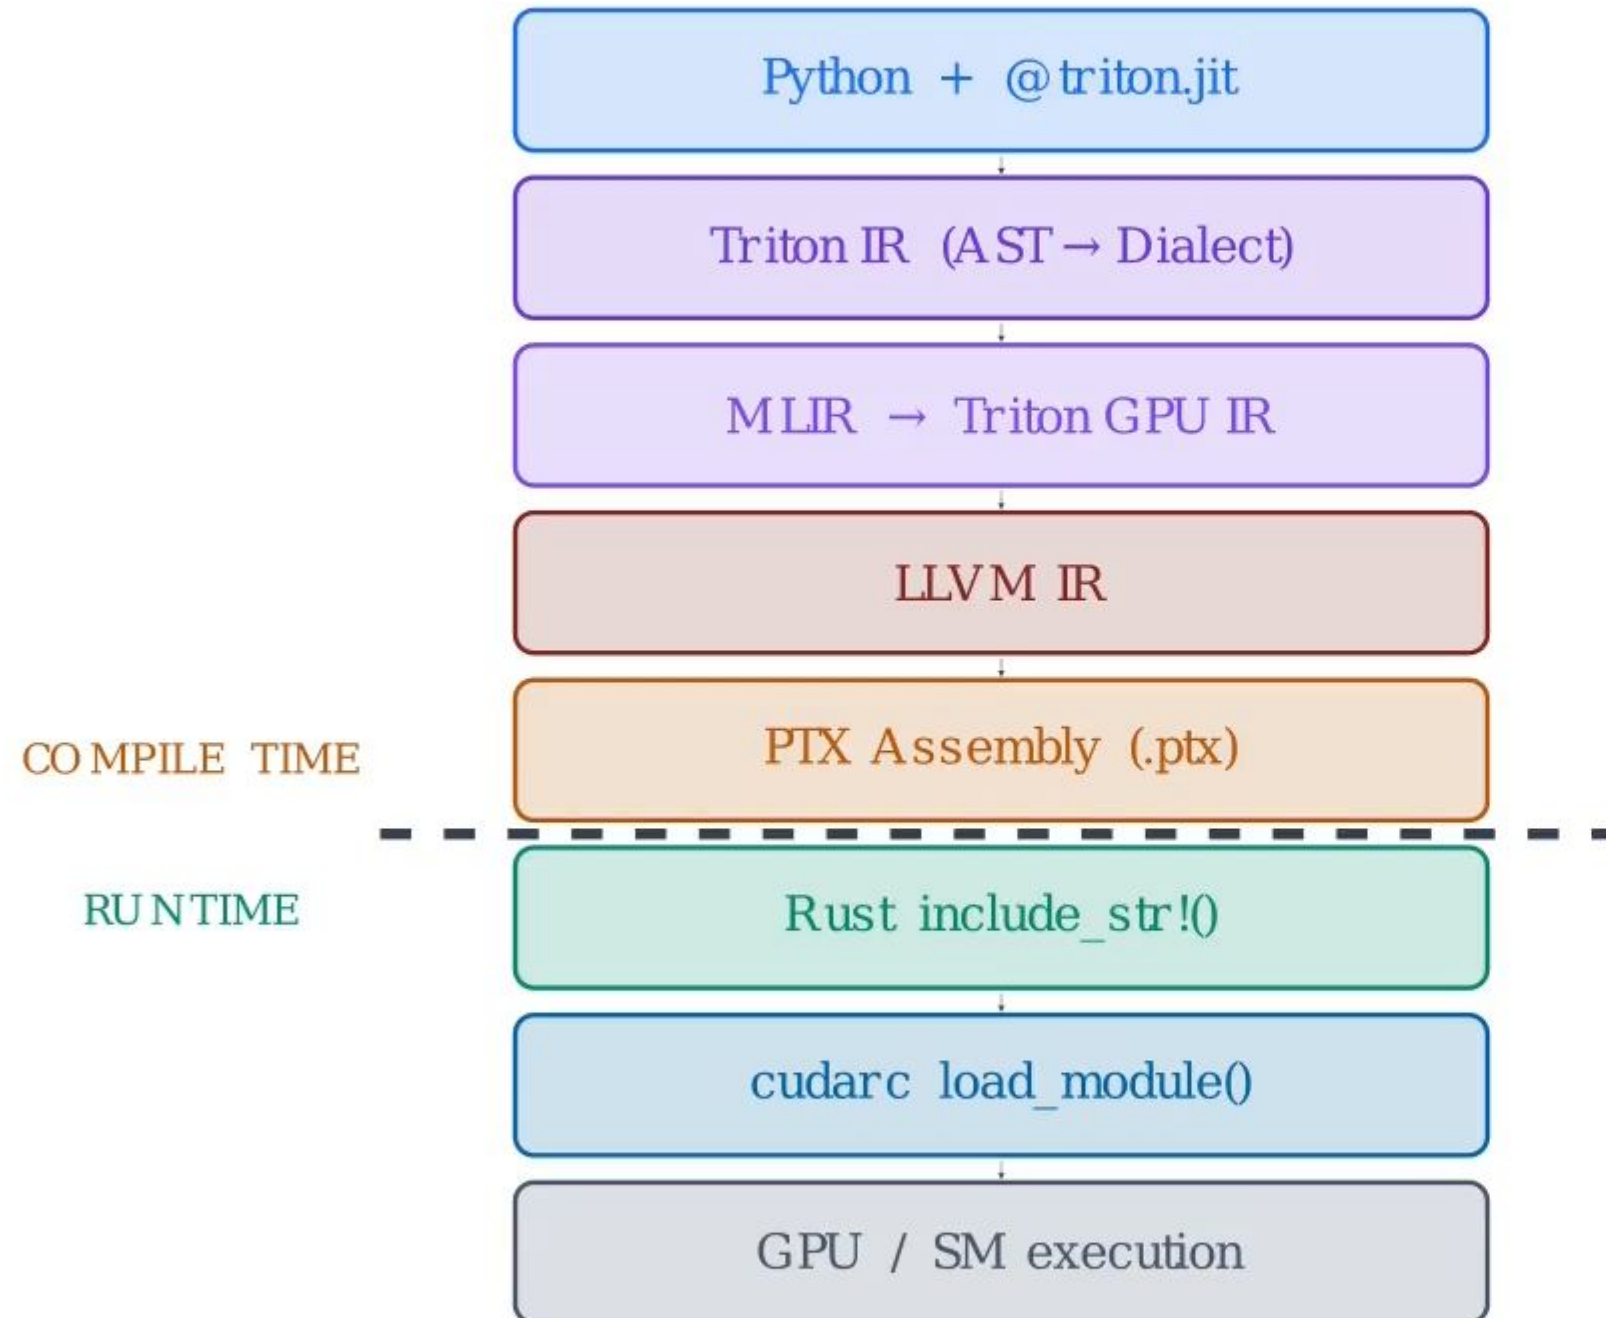 Python + @triton.jit
Triton IR (AST → Dialect)
MLIR → Triton GPU IR
LLVM IR
PTX Assembly (.ptx)
COMPILE TIME
RUNTIME
Rust include_str!()
cudarc load_module()
GPU / SM execution